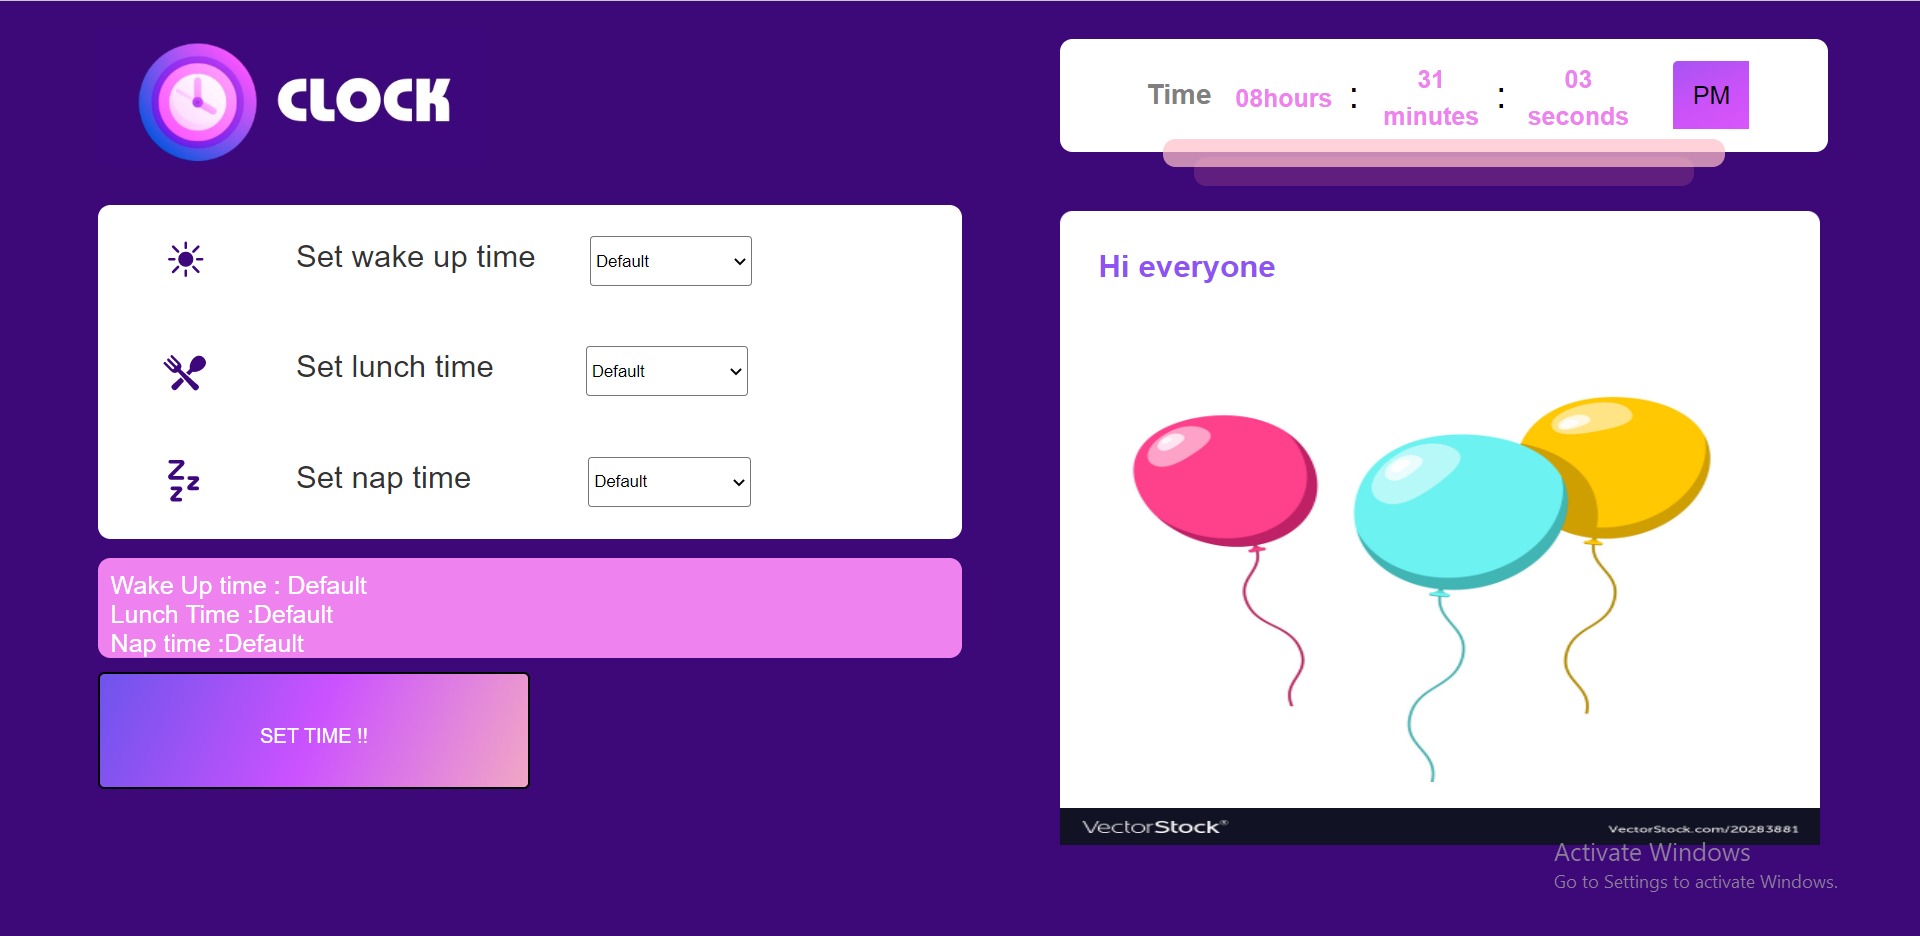 CLOCK
Time 08hours : 31 minutes : 03 seconds PM
Set wake up time Default
Set lunch time Default
Set nap time Default
Wake Up time : Default
Lunch Time :Default
Nap time :Default
SET TIME !!
Hi everyone
VectorStock®
VectorStock.com/20283881
Activate Windows
Go to Settings to activate Windows.